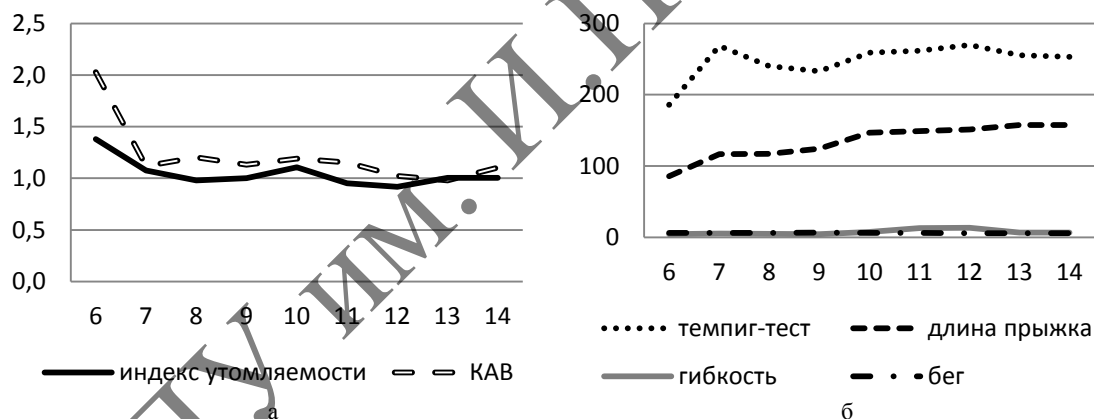 2,5
2,0
1,5
1,0
0,5
0,0
6 7 8 9 10 11 12 13 14
индекс утомляемости КАВ
а
300
200
100
0
6 7 8 9 10 11 12 13 14
темпиг-тест длина прыжка
гибкость бег
б
ИМ. И.